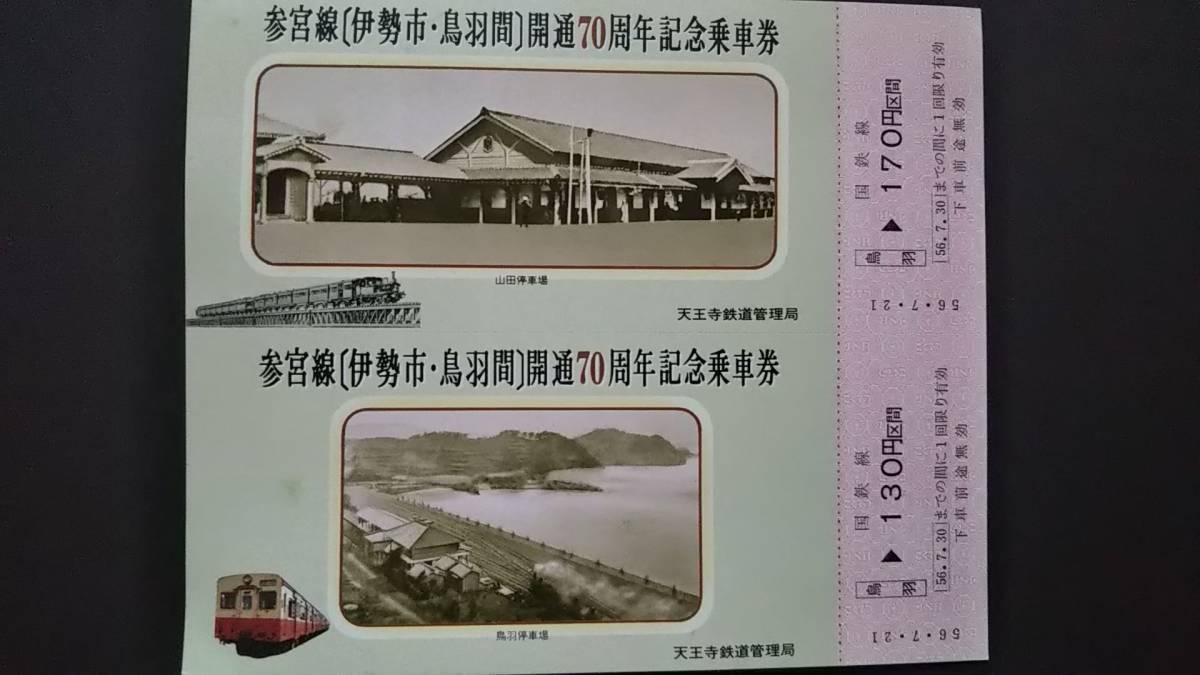 参宮線〔伊勢市・鳥羽間〕開通70周年記念乗車券
山田停車場
天王寺鉄道管理局
国鉄線
鳥羽▶170円区間
56.7.30までの間に1回限り有効
下車前途無効
56.7.21
参宮線〔伊勢市・鳥羽間〕開通70周年記念乗車券
鳥羽停車場
天王寺鉄道管理局
国鉄線
鳥羽▶130円区間
56.7.30までの間に1回限り有効
下車前途無効
56.7.21